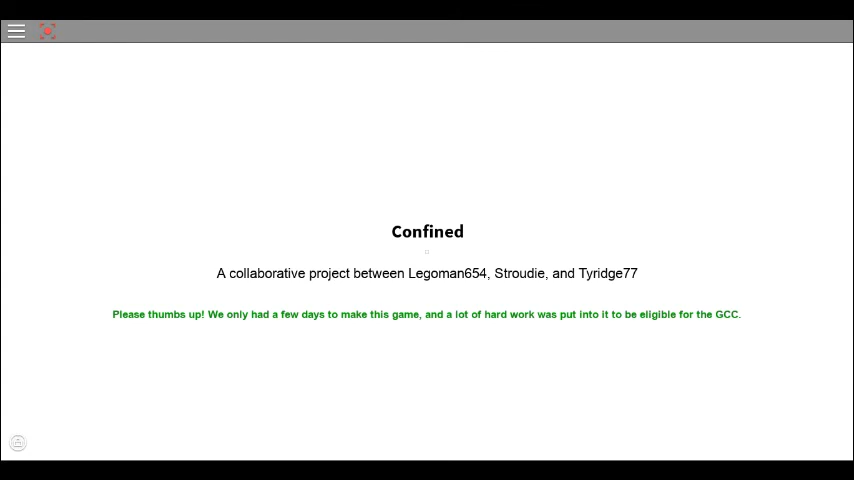 Confined
A collaborative project between Legoman654, Stroudie, and Tyridge77
Please thumbs up! We only had a few days to make this game, and a lot of hard work was put into it to be eligible for the GCC.